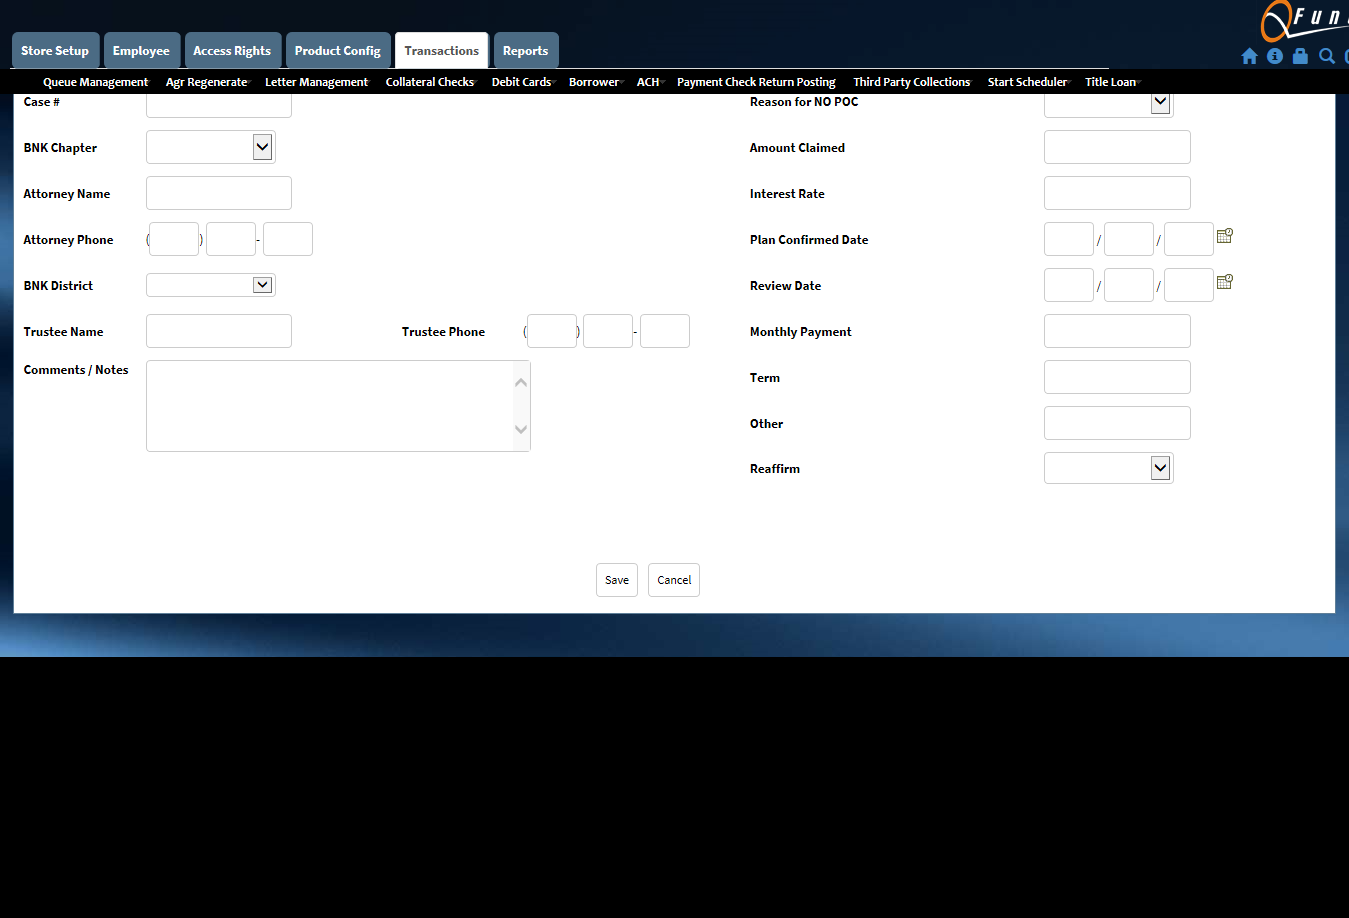 Fun
Store Setup Employee Access Rights Product Config Transactions Reports
Queue Management Agr Regenerate Letter Management Collateral Checks Debit Cards Borrower ACH Payment Check Return Posting Third Party Collections Start Scheduler Title Loan
Case # Reason for NO POC
BNK Chapter Amount Claimed
Attorney Name Interest Rate
Attorney Phone ( ) - Plan Confirmed Date / /
BNK District Review Date / /
Trustee Name Trustee Phone ( ) - Monthly Payment
Comments / Notes
Term
Other
Reaffirm
Save Cancel